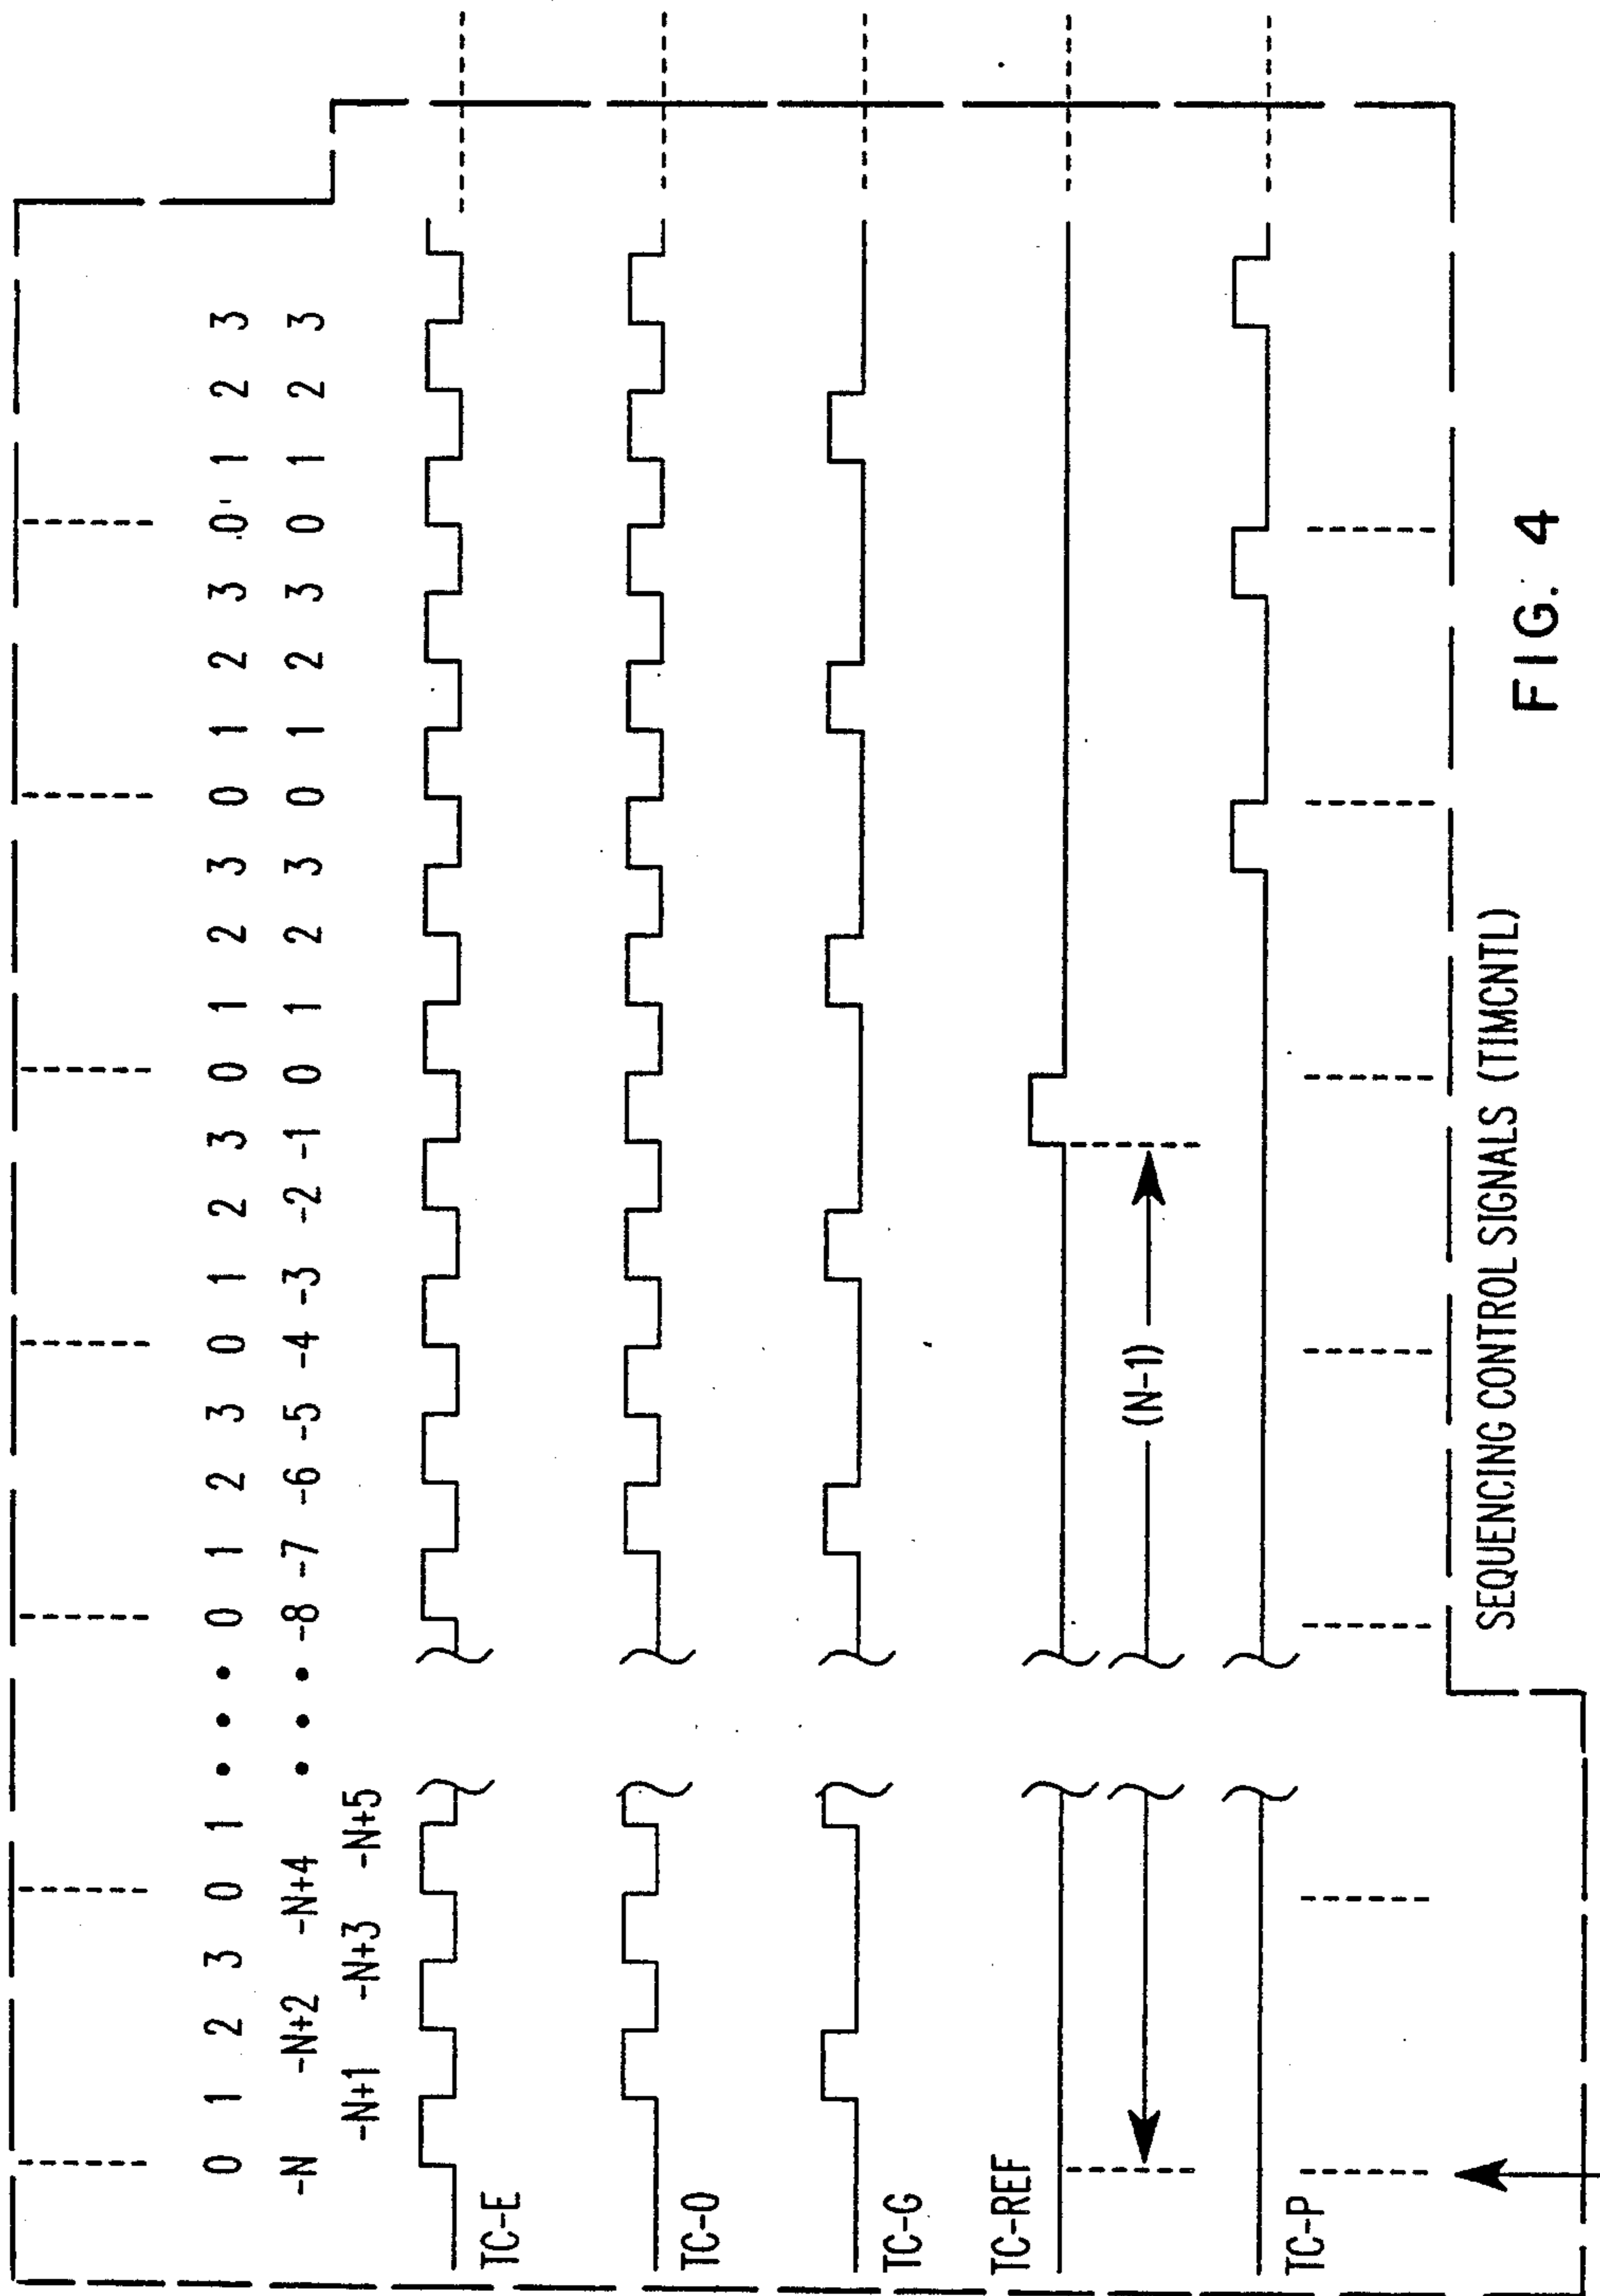 0 1 2 3 0 1 • • • 0 1 2 3 0 1 2 3 0 1 2 3 0 1 2 3 0 1 2 3
-N -N+2 -N+4 • • • -8 -7 -6 -5 -4 -3 -2 -1 0 1 2 3 0 1 2 3 0 1 2 3
-N+1 -N+3 -N+5
TC-E
TC-O
TC-G
TC-REF
(N-1)
TC-P
SEQUENCING CONTROL SIGNALS (TIMCNTL)
FIG. 4